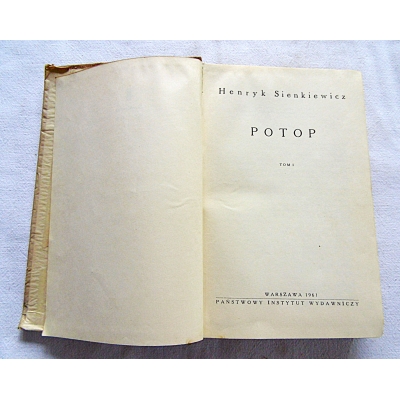 Henryk Sienkiewicz
POTOP
TOM I
WARSZAWA 1961
PAŃSTWOWY INSTYTUT WYDAWNICZY